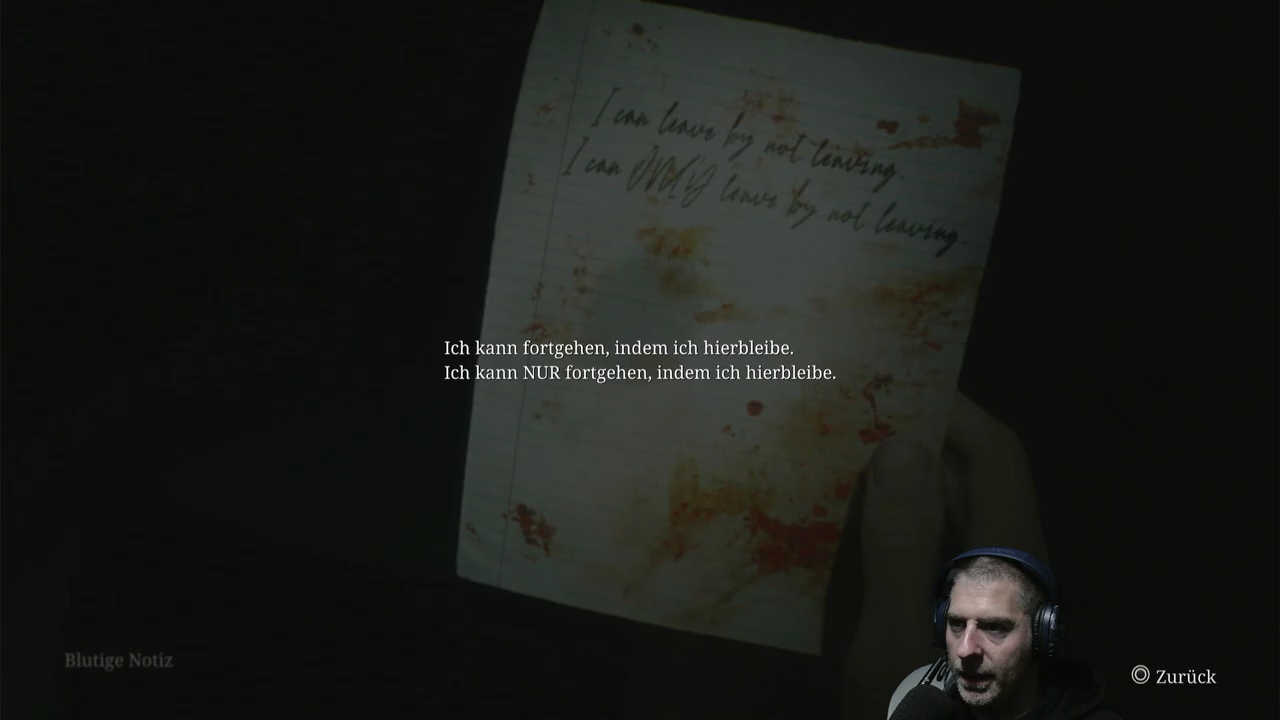 I can leave by not leaving.
I can ONLY leave by not leaving.
Ich kann fortgehen, indem ich hierbleibe.
Ich kann NUR fortgehen, indem ich hierbleibe.
Blutige Notiz
Zurück